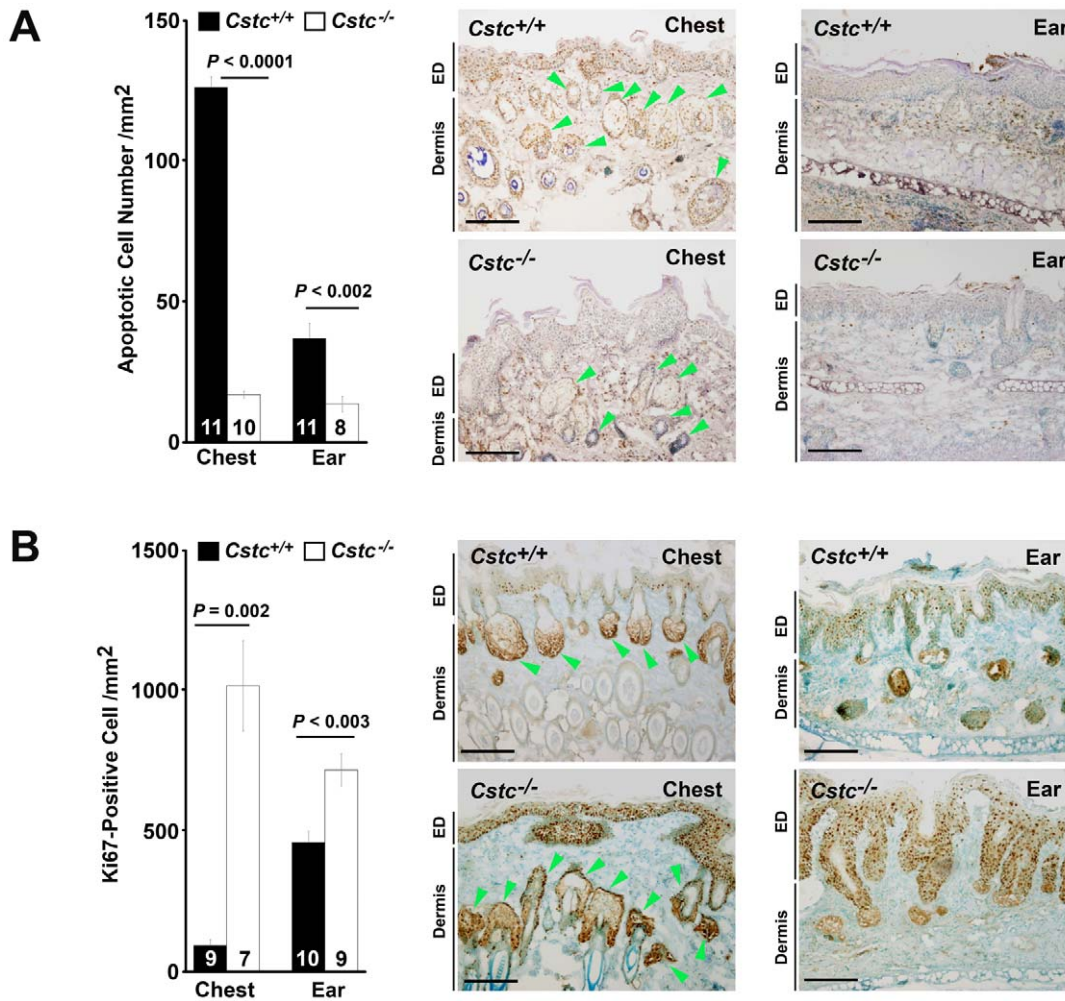 A
Cstc+/+ Cstc-/-
Apoptotic Cell Number /mm2
150
100
50
0
P < 0.0001
P < 0.002
11 10 11 8
Chest Ear
Cstc+/+ Chest
ED
Dermis
Cstc+/+ Ear
ED
Dermis
Cstc-/- Chest
ED
Dermis
Cstc-/- Ear
ED
Dermis
B
Cstc+/+ Cstc-/-
Ki67-Positive Cell /mm2
1500
1000
500
0
P = 0.002
P < 0.003
9 7 10 9
Chest Ear
Cstc+/+ Chest
ED
Dermis
Cstc+/+ Ear
ED
Dermis
Cstc-/- Chest
ED
Dermis
Cstc-/- Ear
ED
Dermis